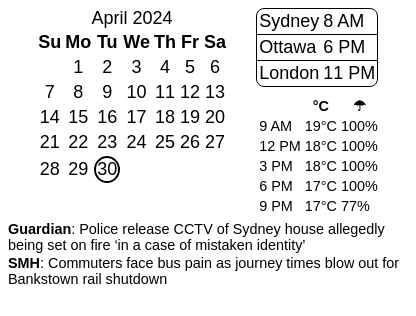 April 2024
Su Mo Tu We Th Fr Sa
1 2 3 4 5 6
7 8 9 10 11 12 13
14 15 16 17 18 19 20
21 22 23 24 25 26 27
28 29 30
Sydney 8 AM
Ottawa 6 PM
London 11 PM
°C ☂
9 AM 19°C 100%
12 PM 18°C 100%
3 PM 18°C 100%
6 PM 17°C 100%
9 PM 17°C 77%
Guardian: Police release CCTV of Sydney house allegedly
being set on fire ‘in a case of mistaken identity’
SMH: Commuters face bus pain as journey times blow out for
Bankstown rail shutdown